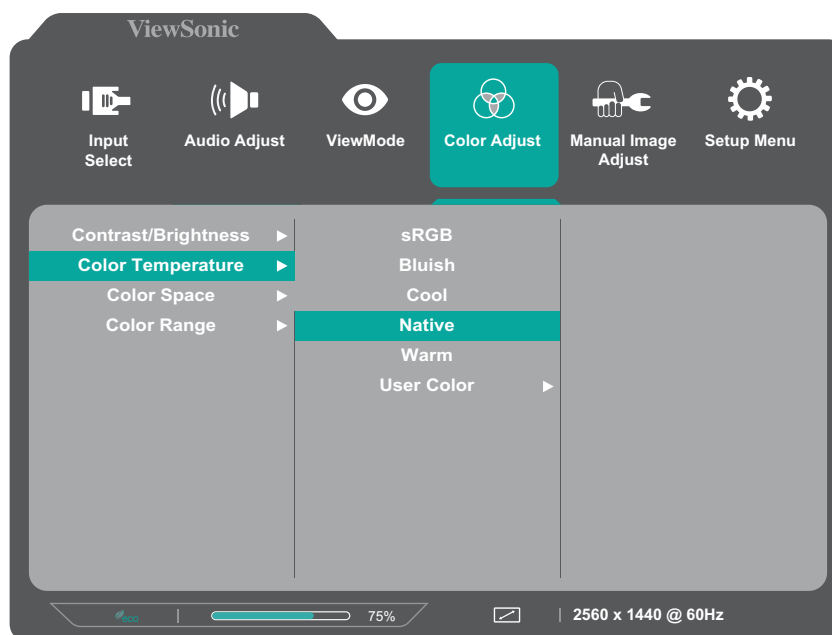 ViewSonic
Input
Select
Audio Adjust
ViewMode
Color Adjust
Manual Image
Adjust
Setup Menu
Contrast/Brightness
Color Temperature
Color Space
Color Range
sRGB
Bluish
Cool
Native
Warm
User Color
eco
75%
2560 x 1440 @ 60Hz